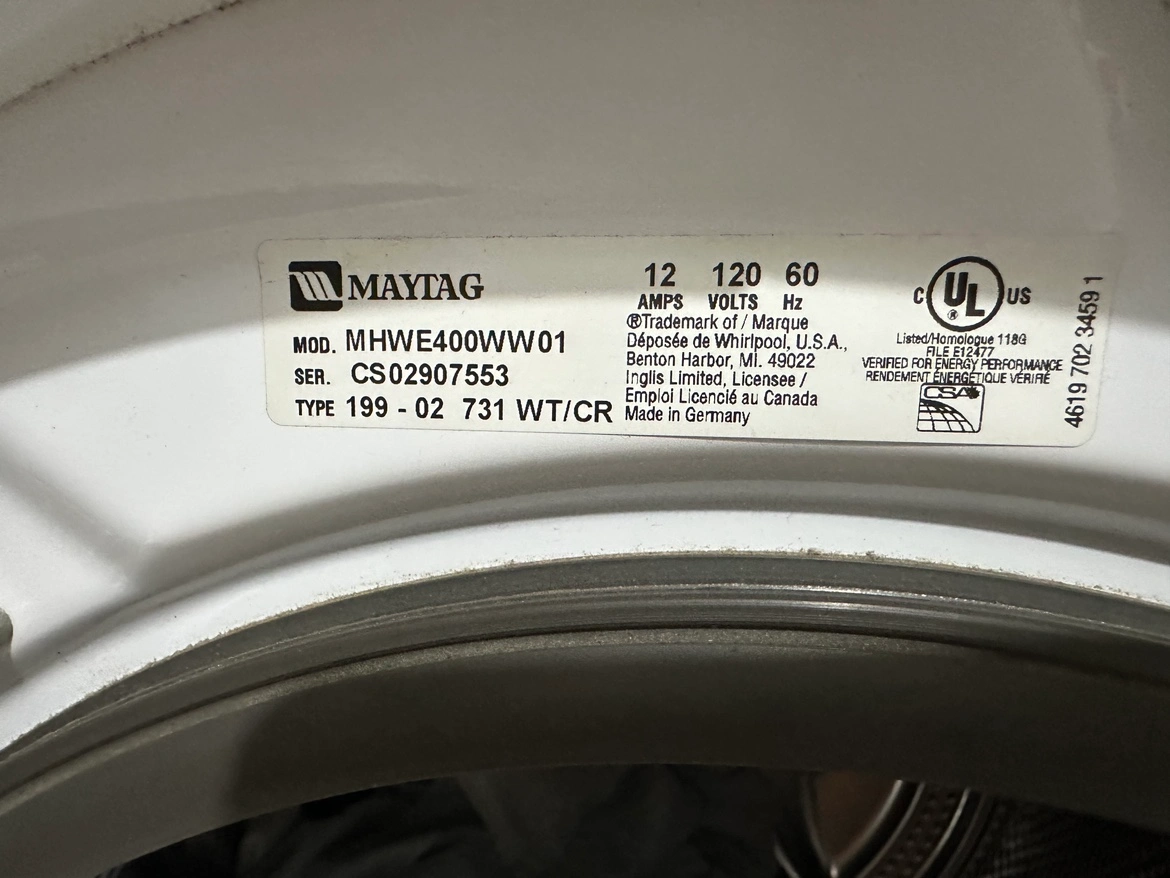 MAYTAG
MOD. MHWE400WW01
SER. CS02907553
TYPE 199 - 02 731 WT/CR
12 120 60
AMPS VOLTS Hz
®Trademark of / Marque
Déposée de Whirlpool, U.S.A.,
Benton Harbor, MI. 49022
Inglis Limited, Licensee /
Emploi Licencié au Canada
Made in Germany
C UL ® US
Listed/Homologue 118G
FILE E12477
VERIFIED FOR ENERGY PERFORMANCE
RENDEMENT ÉNERGÉTIQUE VÉRIFIÉ
CSA
4619 702 34591